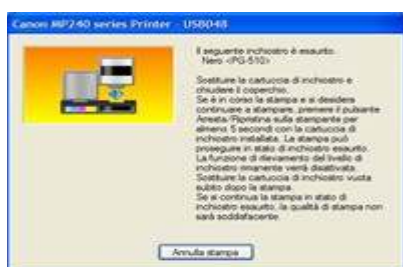 Canon MP240 series Printer - USB048
Il seguente inchiostro è esaurito.
Nero <PG-510>
Sostituire la cartuccia di inchiostro e
chiudere il coperchio.
Se è in corso la stampa e si desidera
continuare a stampare, premere il pulsante
Arresta/Ripristina sulla stampante per
almeno 5 secondi con la cartuccia di
inchiostro installata. La stampa può
proseguire in stato di inchiostro esaurito.
La funzione di rilevamento del livello di
inchiostro rimanente verrà disattivata.
Sostituire la cartuccia di inchiostro vuota
subito dopo la stampa.
Se si continua la stampa in stato di
inchiostro esaurito, la qualità di stampa non
sarà soddisfacente.
Annulla stampa